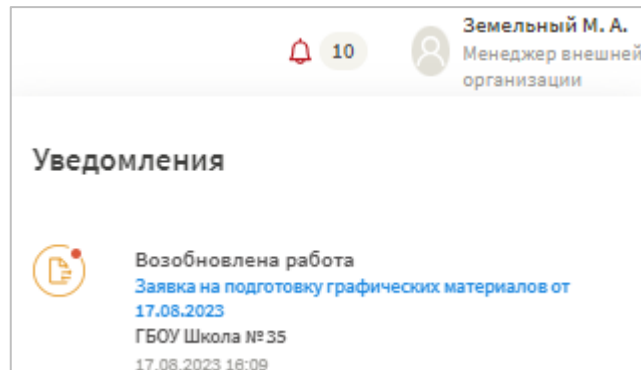 10
Земельный М. А.
Менеджер внешней
организации
Уведомления
Возобновлена работа
Заявка на подготовку графических материалов от
17.08.2023
ГБОУ Школа №35
17.08.2023 16:09